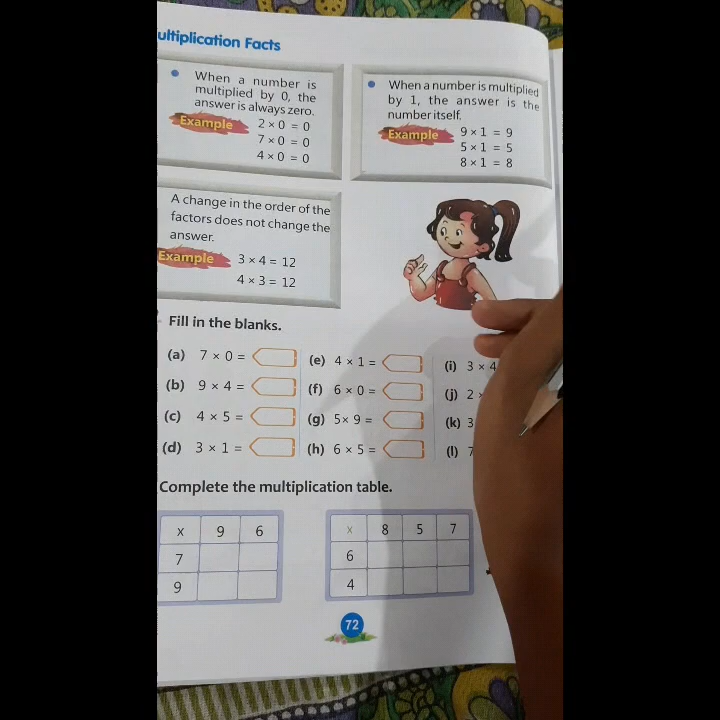 ultiplication Facts
When a number is
multiplied by 0, the
answer is always zero.
Example 2 × 0 = 0
7 × 0 = 0
4 × 0 = 0
When a number is multiplied
by 1, the answer is the
number itself.
Example 9 × 1 = 9
5 × 1 = 5
8 × 1 = 8
A change in the order of the
factors does not change the
answer.
Example 3 × 4 = 12
4 × 3 = 12
Fill in the blanks.
(a) 7 × 0 =
(b) 9 × 4 =
(c) 4 × 5 =
(d) 3 × 1 =
(e) 4 × 1 =
(f) 6 × 0 =
(g) 5× 9 =
(h) 6 × 5 =
(i) 3 × 4
(j) 2 ×
(k) 3
(l) 7
Complete the multiplication table.
X 9 6
7
9
× 8 5 7
6
4
72